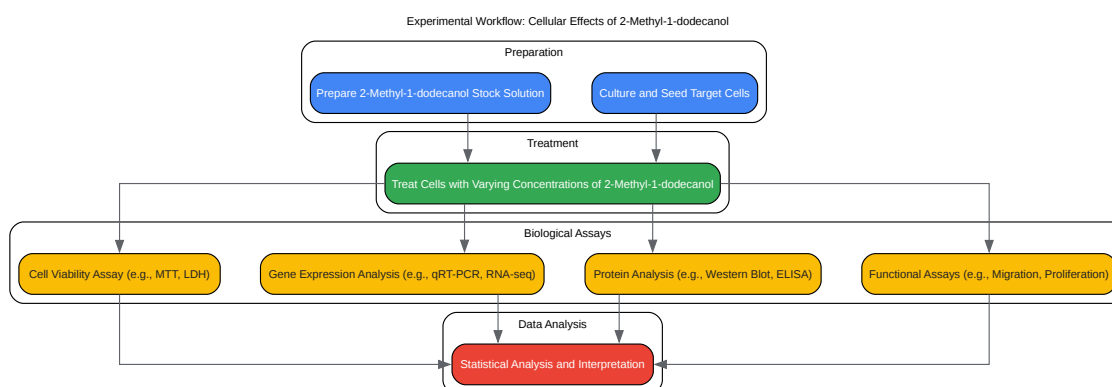 Experimental Workflow: Cellular Effects of 2-Methyl-1-dodecanol
Preparation
Prepare 2-Methyl-1-dodecanol Stock Solution
Culture and Seed Target Cells
Treatment
Treat Cells with Varying Concentrations of 2-Methyl-1-dodecanol
Biological Assays
Cell Viability Assay (e.g., MTT, LDH)
Gene Expression Analysis (e.g., qRT-PCR, RNA-seq)
Protein Analysis (e.g., Western Blot, ELISA)
Functional Assays (e.g., Migration, Proliferation)
Data Analysis
Statistical Analysis and Interpretation